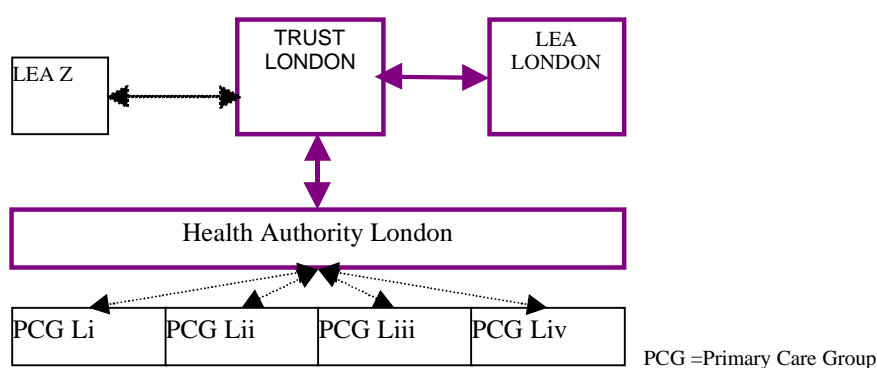 TRUST
LONDON
LEA
LONDON
LEA Z
Health Authority London
PCG Li
PCG Lii
PCG Liii
PCG Liv
PCG =Primary Care Group